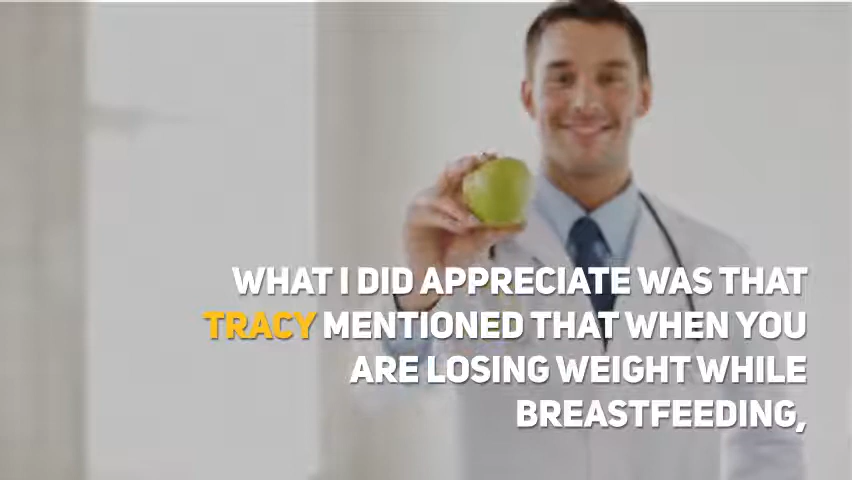 WHAT I DID APPRECIATE WAS THAT
TRACY MENTIONED THAT WHEN YOU
ARE LOSING WEIGHT WHILE
BREASTFEEDING,